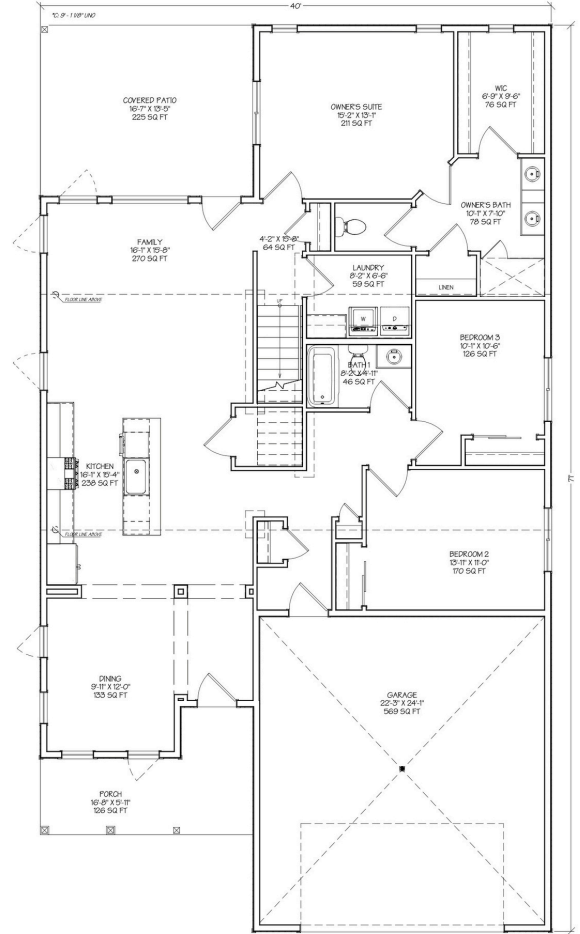 40'
*C: 9' - 1 1/8" UNO
COVERED PATIO
16'-7" X 13'-5"
225 SQ FT
OWNER'S SUITE
15'-2" X 13'-1"
211 SQ FT
WIC
6'-9" X 9'-6"
76 SQ FT
OWNER'S BATH
10'-1" X 7'-10"
78 SQ FT
FAMILY
16'-1" X 15'-8"
270 SQ FT
4'-2" X 15'-8"
64 SQ FT
LAUNDRY
8'-2" X 6'-6"
59 SQ FT
LINEN
FLOOR LINE ABOVE
UP
W
D
BEDROOM 3
10'-1" X 10'-6"
126 SQ FT
BATH 1
8'-2" X 4'-11"
46 SQ FT
KITCHEN
16'-1" X 15'-4"
238 SQ FT
77'
FLOOR LINE ABOVE
BEDROOM 2
13'-11" X 11'-0"
170 SQ FT
DINING
9'-11" X 12'-0"
133 SQ FT
GARAGE
22'-3" X 24'-1"
569 SQ FT
PORCH
16'-8" X 5'-11"
126 SQ FT